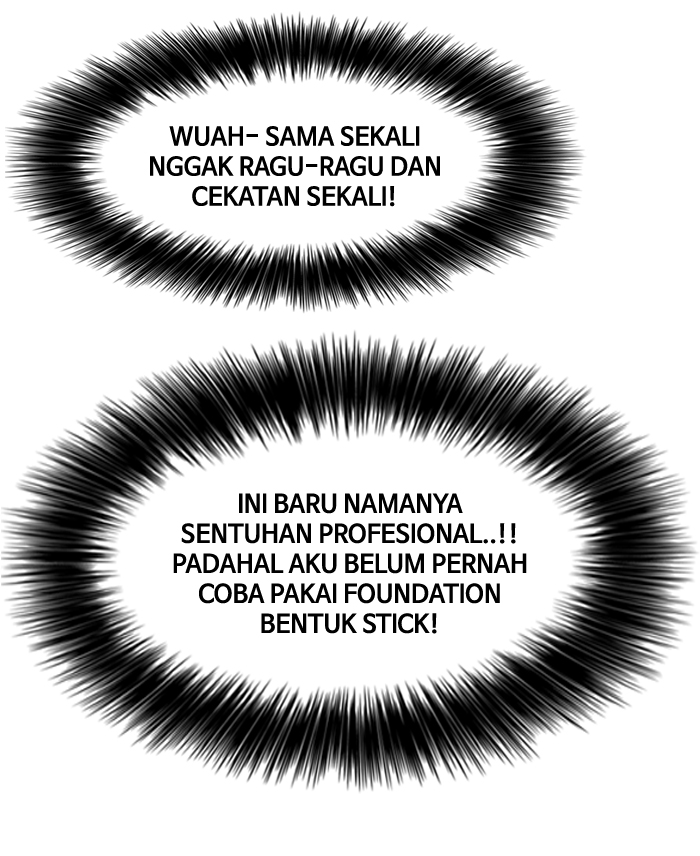 WUAH- SAMA SEKALI
NGGAK RAGU-RAGU DAN
CEKATAN SEKALI!
INI BARU NAMANYA
SENTUHAN PROFESIONAL..!!
PADAHAL AKU BELUM PERNAH
COBA PAKAI FOUNDATION
BENTUK STICK!